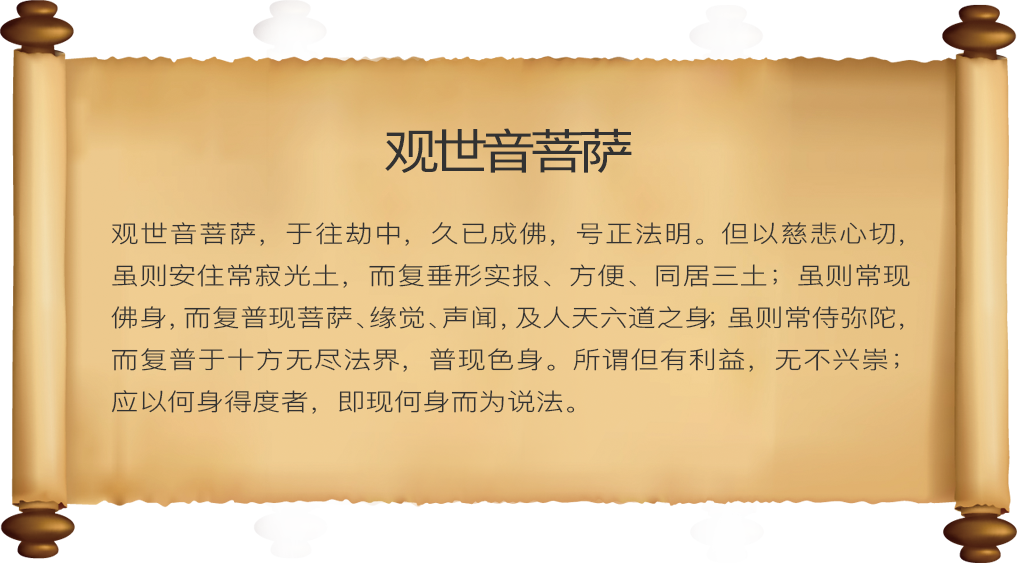 观世音菩萨
观世音菩萨，于往劫中，久已成佛，号正法明。但以慈悲心切，
虽则安住常寂光土，而复垂形实报、方便、同居三土；虽则常现
佛身，而复普现菩萨、缘觉、声闻，及人天六道之身；虽则常侍弥陀，
而复普于十方无尽法界，普现色身。所谓但有利益，无不兴崇；
应以何身得度者，即现何身而为说法。